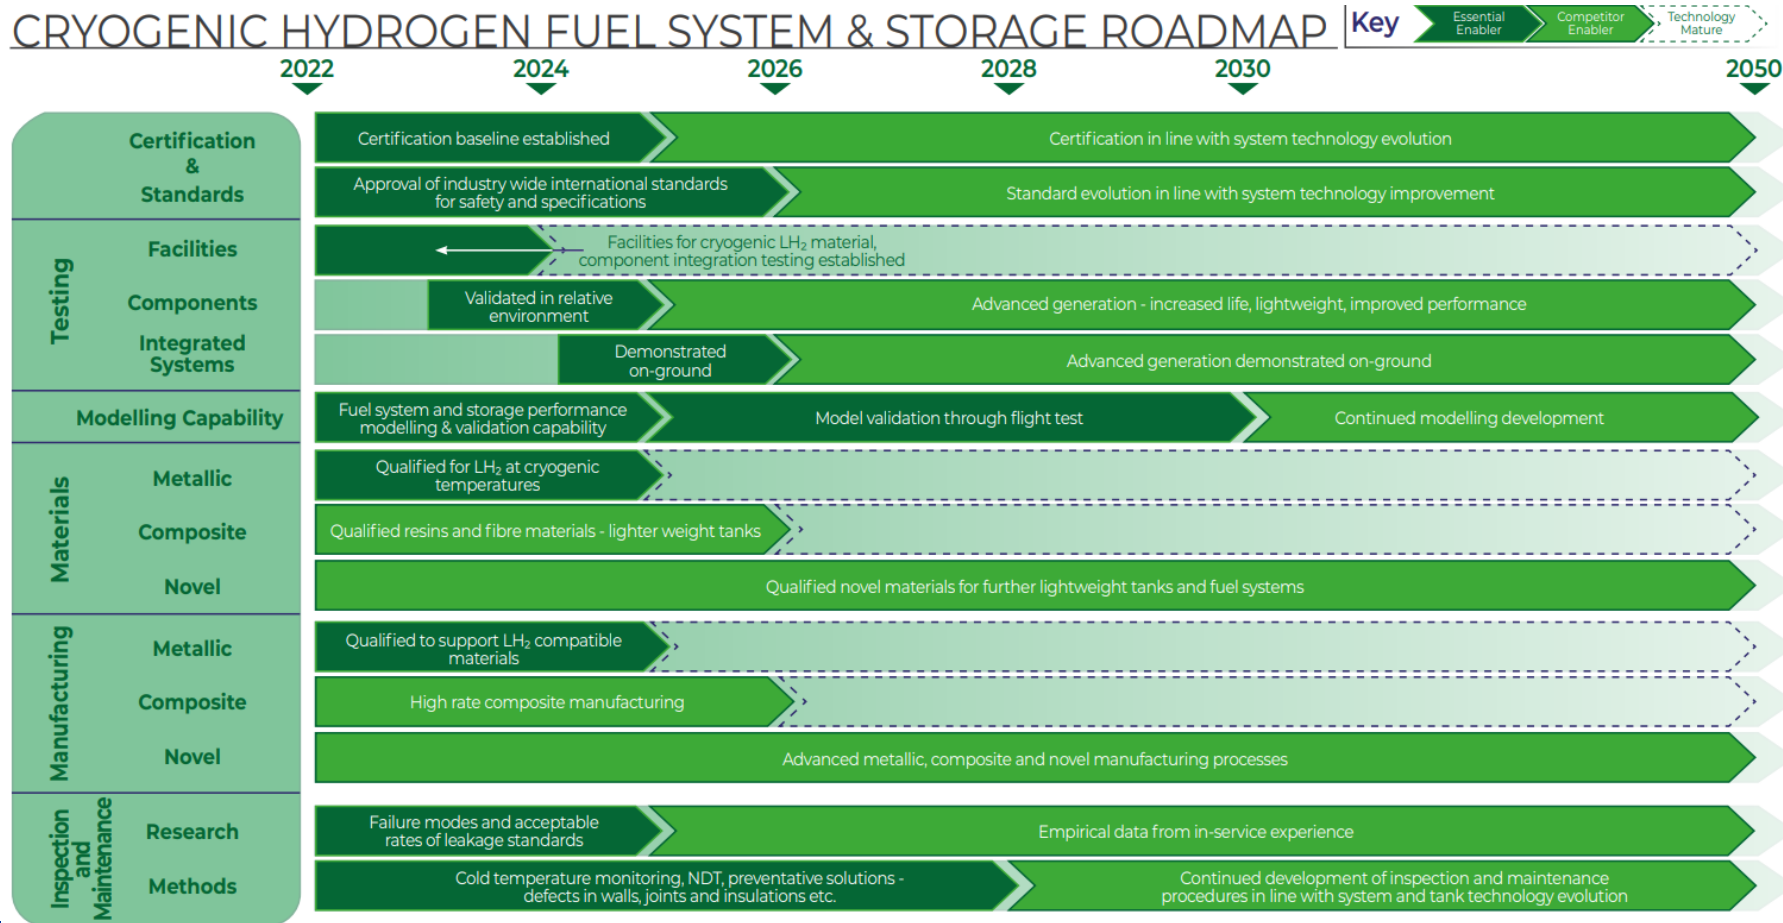 CRYOGENIC HYDROGEN FUEL SYSTEM & STORAGE ROADMAP
Key
Essential
Enabler
Competitor
Enabler
Technology
Mature
2022
2024
2026
2028
2030
2050
Certification
&
Standards
Certification baseline established
Certification in line with system technology evolution
Approval of industry wide international standards
for safety and specifications
Standard evolution in line with system technology improvement
Testing
Facilities
Facilities for cryogenic LH₂ material,
component integration testing established
Components
Validated in relative
environment
Advanced generation - increased life, lightweight, improved performance
Integrated
Systems
Demonstrated
on-ground
Advanced generation demonstrated on-ground
Modelling Capability
Fuel system and storage performance
modelling & validation capability
Model validation through flight test
Continued modelling development
Materials
Metallic
Qualified for LH₂ at cryogenic
temperatures
Composite
Qualified resins and fibre materials - lighter weight tanks
Novel
Qualified novel materials for further lightweight tanks and fuel systems
Manufacturing
Metallic
Qualified to support LH₂ compatible
materials
Composite
High rate composite manufacturing
Novel
Advanced metallic, composite and novel manufacturing processes
Inspection
and
Maintenance
Research
Failure modes and acceptable
rates of leakage standards
Empirical data from in-service experience
Methods
Cold temperature monitoring, NDT, preventative solutions -
defects in walls, joints and insulations etc.
Continued development of inspection and maintenance
procedures in line with system and tank technology evolution